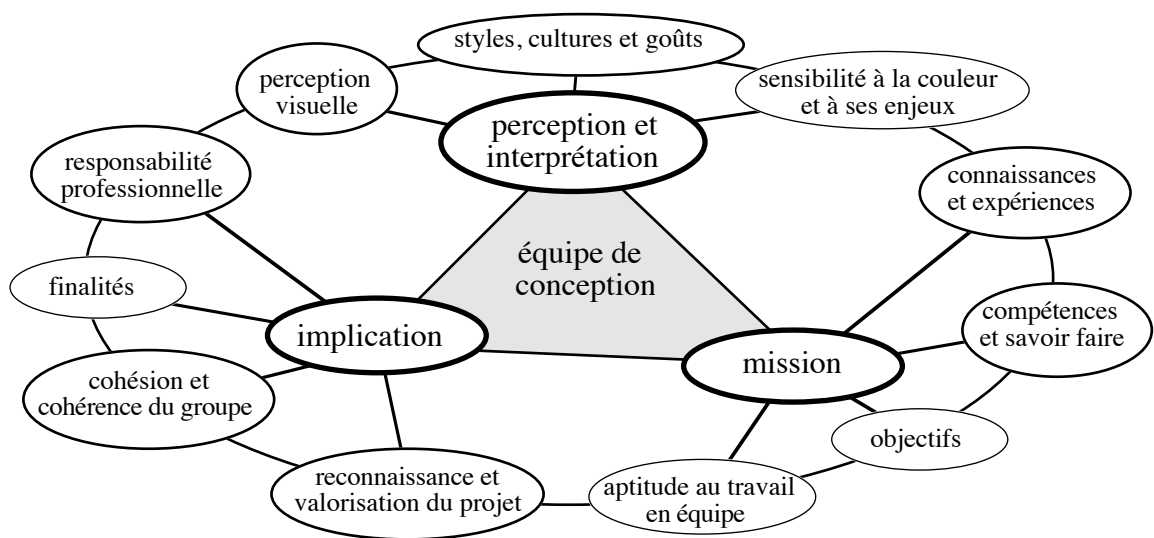 styles, cultures et goûts
perception
visuelle
sensibilité à la couleur
et à ses enjeux
perception et
interprétation
responsabilité
professionnelle
connaissances
et expériences
équipe de
conception
finalités
compétences
et savoir faire
implication
mission
cohésion et
cohérence du groupe
objectifs
reconnaissance et
valorisation du projet
aptitude au travail
en équipe